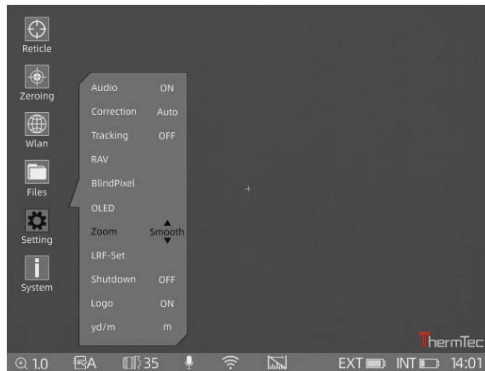 Reticle
Zeroing
Wlan
Files
Setting
System
Audio ON
Correction Auto
Tracking OFF
RAV
BlindPixel
OLED
Zoom Smooth
LRF-Set
Shutdown OFF
Logo ON
yd/m m
ThermTec
1.0 A 35 EXT INT 14:01